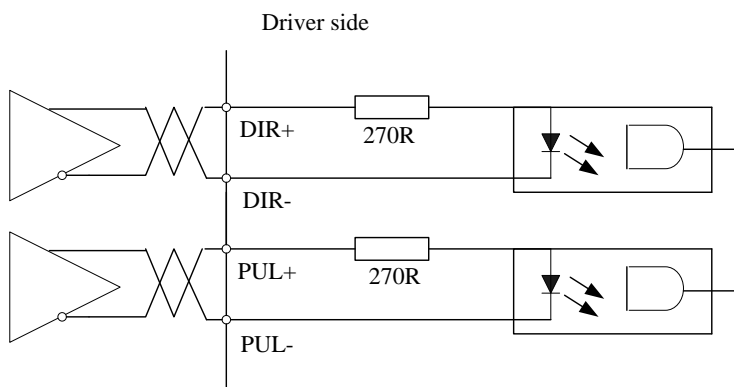 Driver side
DIR+
270R
DIR-
PUL+
270R
PUL-